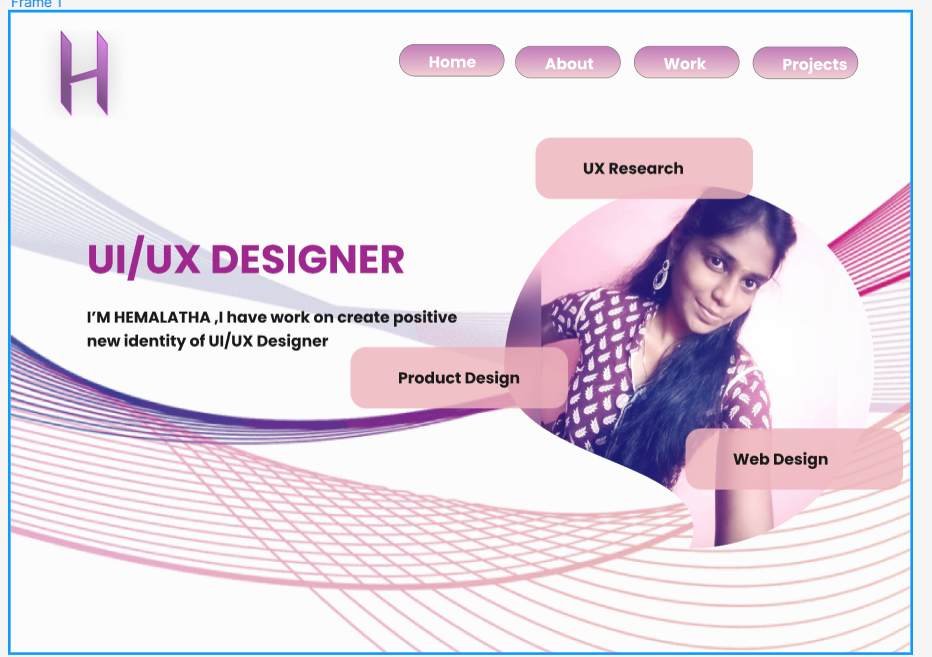 Frame 1
H
Home About Work Projects
UX Research
UI/UX DESIGNER
I'M HEMALATHA ,I have work on create positive
new identity of UI/UX Designer
Product Design
Web Design